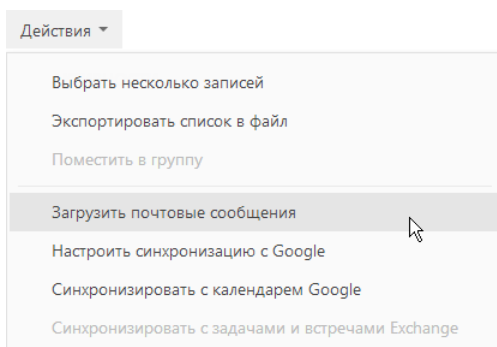 Действия
Выбрать несколько записей
Экспортировать список в файл
Поместить в группу
Загрузить почтовые сообщения
Настроить синхронизацию с Google
Синхронизировать с календарем Google
Синхронизировать с задачами и встречами Exchange